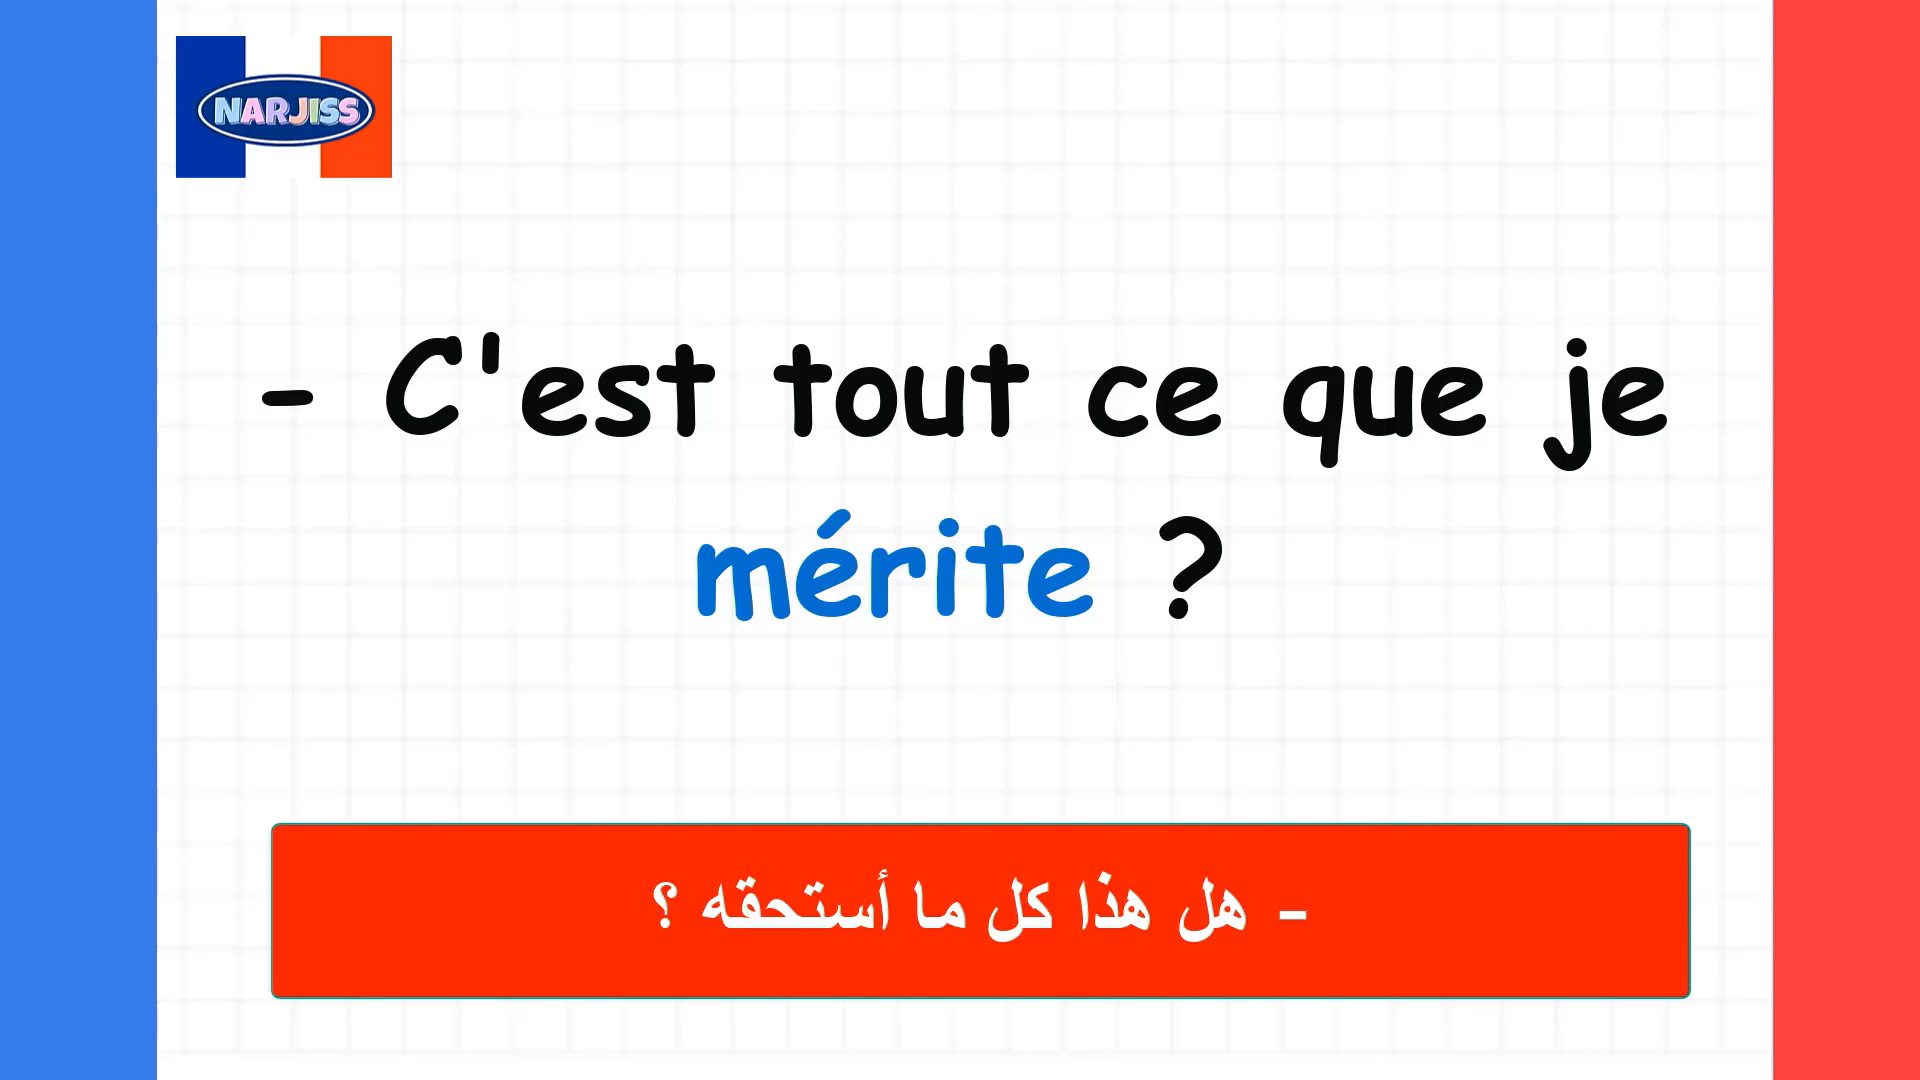 NARJISS
- C'est tout ce que je
mérite ?
- هل هذا كل ما أستحقه ؟